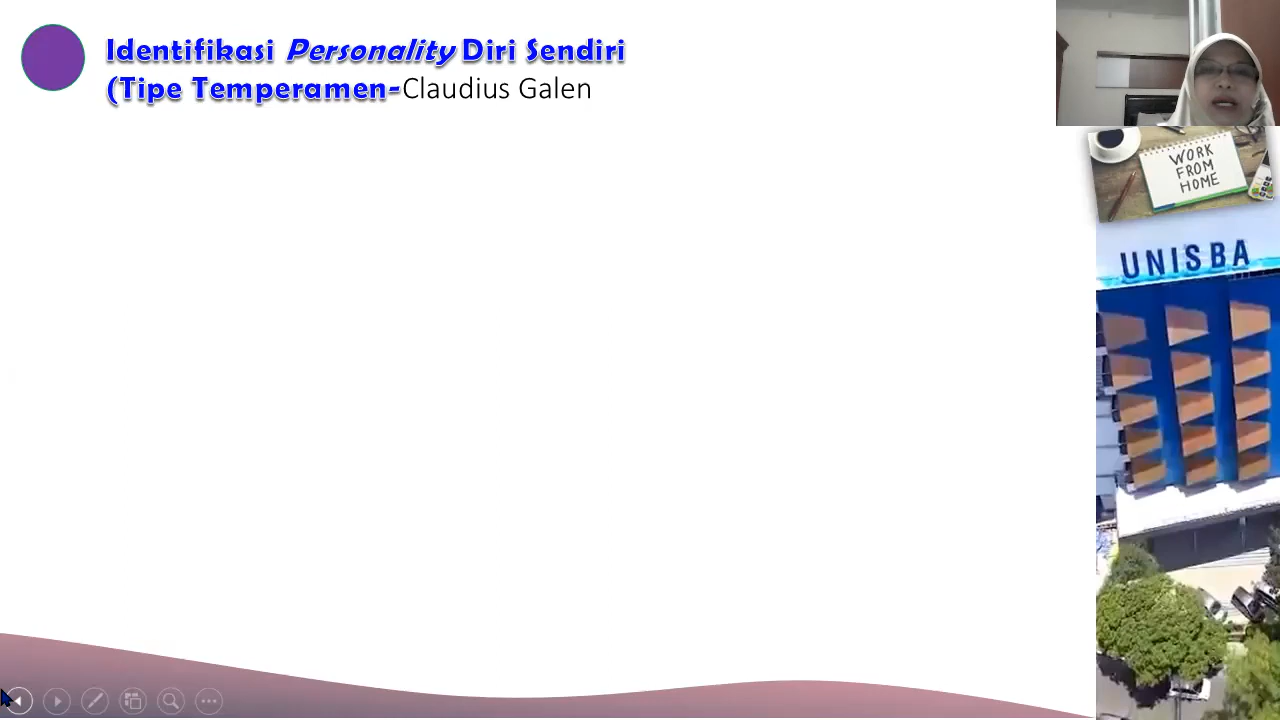 Identifikasi Personality Diri Sendiri
(Tipe Temperamen-Claudius Galen
WORK
FROM
HOME
UNISBA